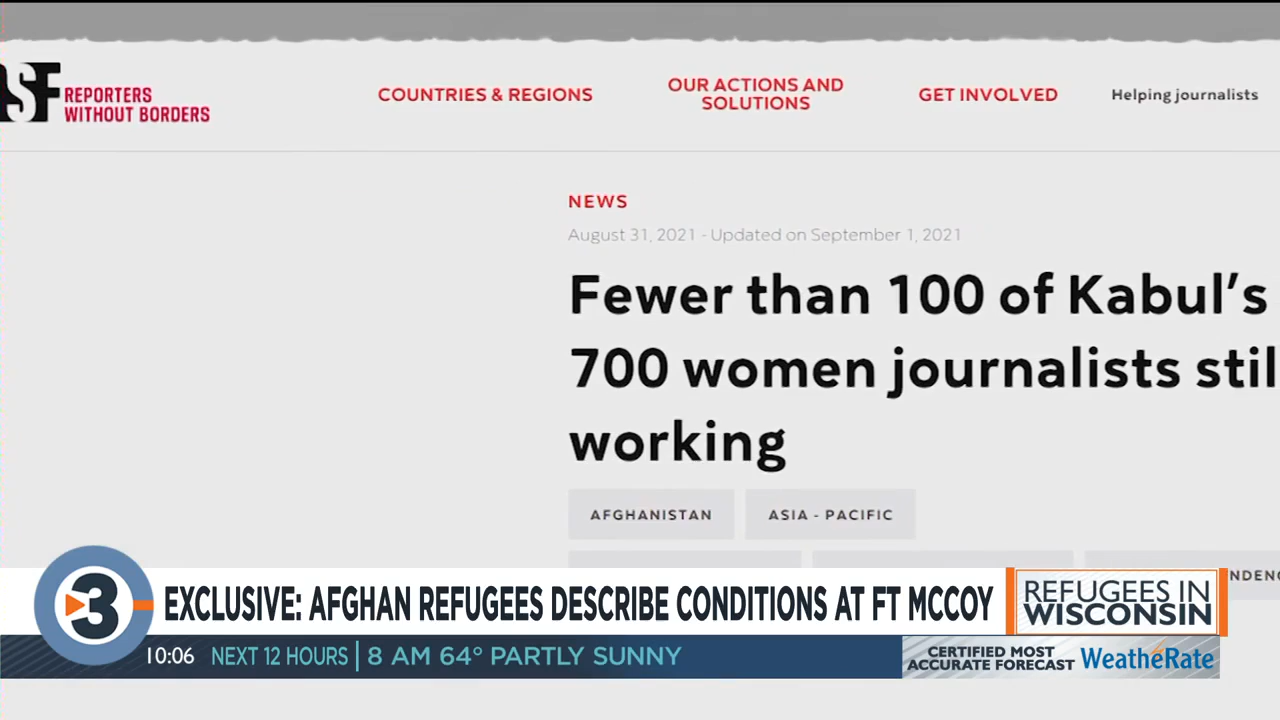 RSF REPORTERS
WITHOUT BORDERS
COUNTRIES & REGIONS
OUR ACTIONS AND
SOLUTIONS
GET INVOLVED
Helping journalists
NEWS
August 31, 2021 - Updated on September 1, 2021
Fewer than 100 of Kabul's
700 women journalists stil
working
AFGHANISTAN
ASIA - PACIFIC
NDENC
3
EXCLUSIVE: AFGHAN REFUGEES DESCRIBE CONDITIONS AT FT MCCOY
REFUGEES IN
WISCONSIN
10:06 NEXT 12 HOURS | 8 AM 64° PARTLY SUNNY
CERTIFIED MOST
ACCURATE FORECAST
WeatheRate